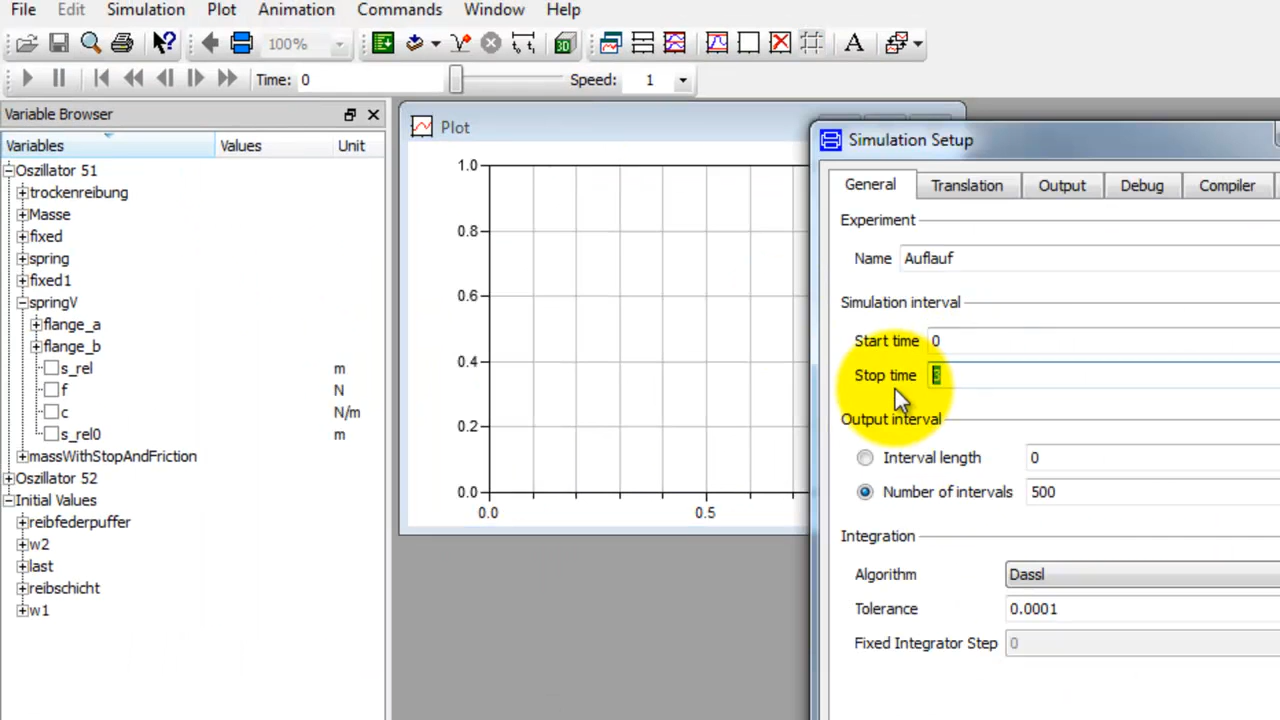 File Edit Simulation Plot Animation Commands Window Help
100% 3D A
Time: 0 Speed: 1
Variable Browser
Variables Values Unit
Oszillator 51
trockenreibung
Masse
fixed
spring
fixed1
springV
flange_a
flange_b
s_rel m
f N
c N/m
s_rel0 m
massWithStopAndFriction
Oszillator 52
Initial Values
reibfederpuffer
w2
last
reibschicht
w1
Plot
1.0
0.8
0.6
0.4
0.2
0.0
0.0 0.5
Simulation Setup
General Translation Output Debug Compiler
Experiment
Name Auflauf
Simulation interval
Start time 0
Stop time 3
Output interval
Interval length 0
Number of intervals 500
Integration
Algorithm Dassl
Tolerance 0.0001
Fixed Integrator Step 0